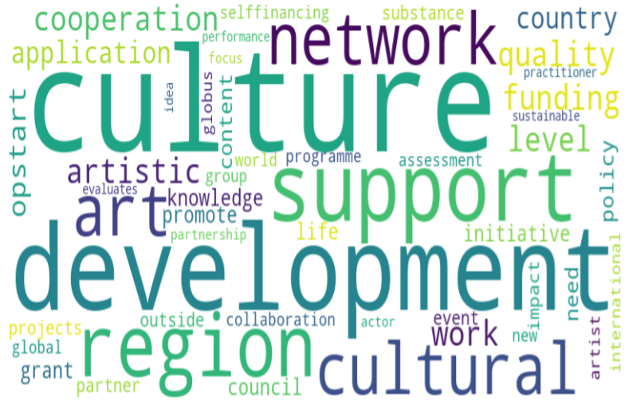 cooperation
selffinancing
substance
country
network
performance
application
focus
quality
practitioner
culture
idea
globus
content
funding
sustainable
opstart
level
artistic
world
programme
assessment
group
support
policy
evaluates
knowledge
art
promote
partnership
life
initiative
development
international
impact
need
projects
outside
collaboration
actor
event
work
new
artist
global
region
cultural
grant
partner
council